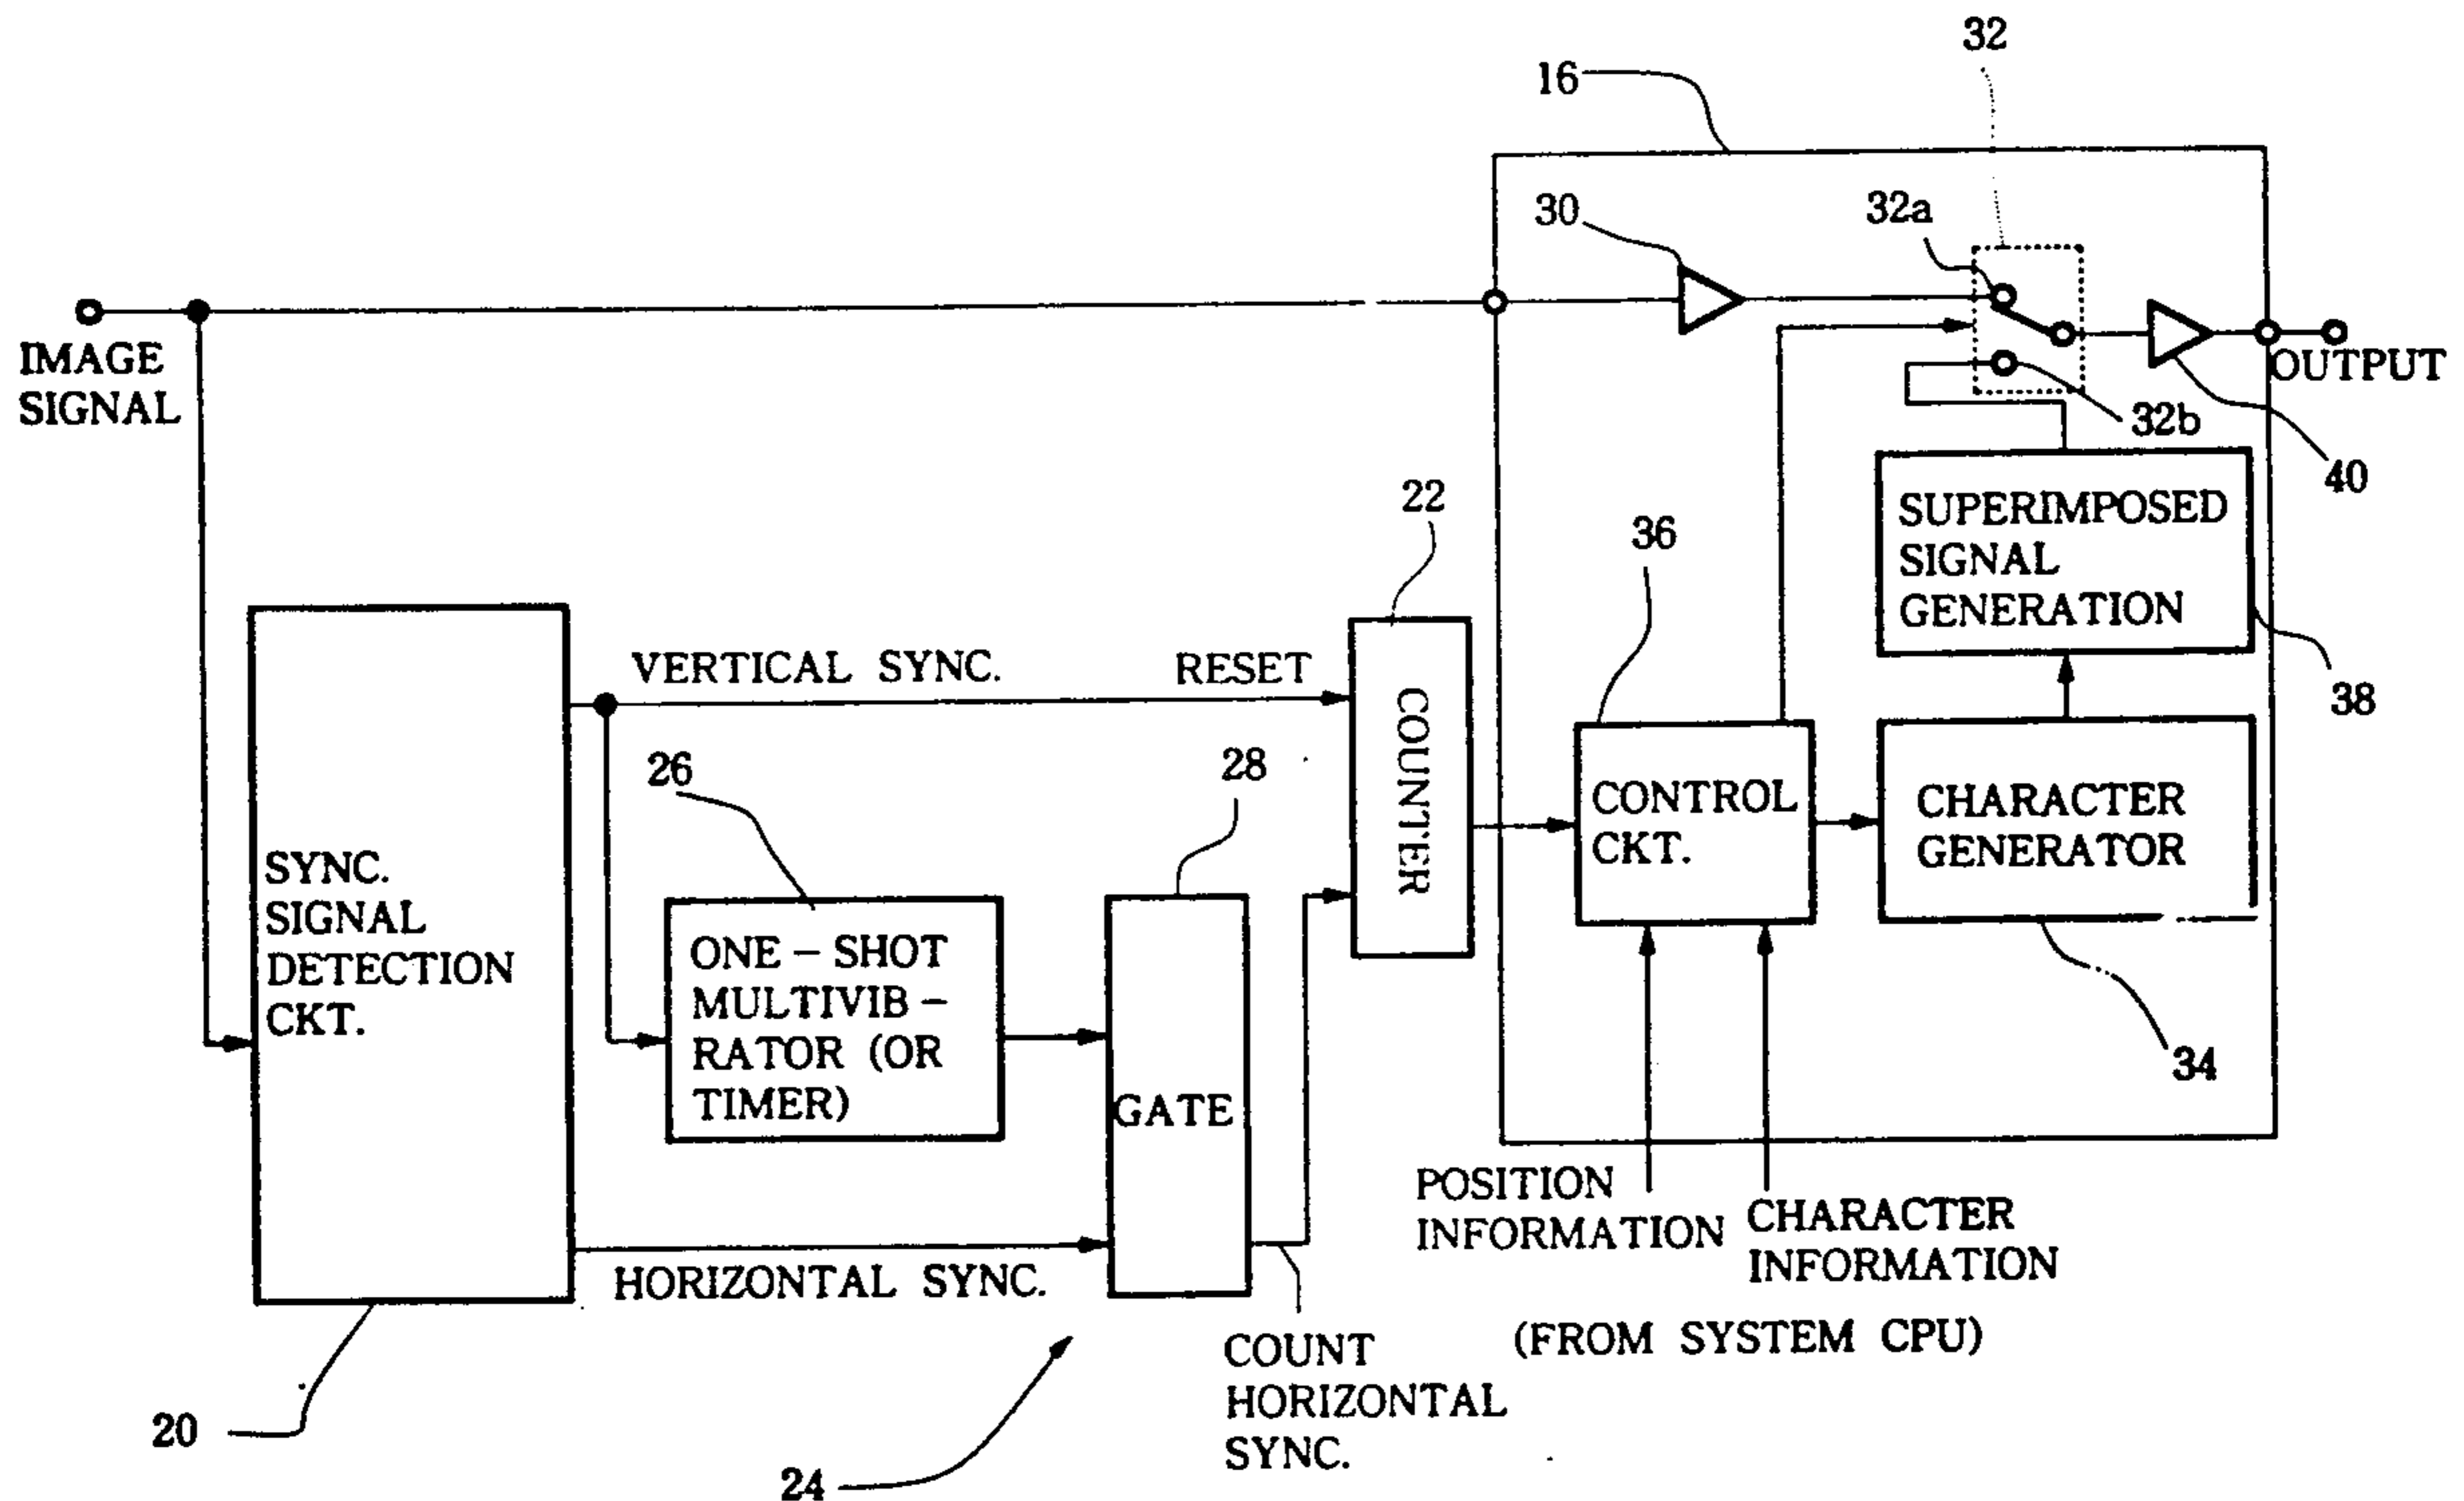 32
16
30
32a
IMAGE
SIGNAL
OUTPUT
32b
40
22
36
SUPERIMPOSED
SIGNAL
GENERATION
38
VERTICAL SYNC.
RESET
COUNTER
26
28
CONTROL
CKT.
CHARACTER
GENERATOR
SYNC.
SIGNAL
DETECTION
CKT.
ONE - SHOT
MULTIVIB -
RATOR (OR
TIMER)
GATE
34
POSITION
INFORMATION
CHARACTER
INFORMATION
(FROM SYSTEM CPU)
HORIZONTAL SYNC.
COUNT
HORIZONTAL
SYNC.
20
24